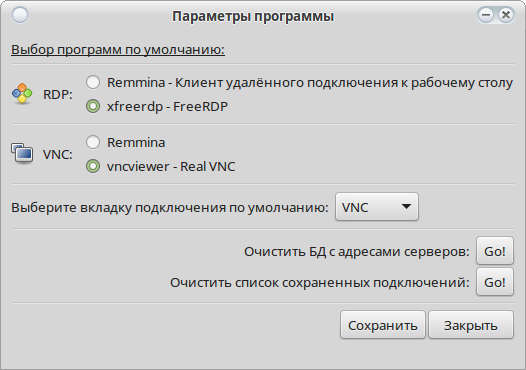 Параметры программы
Выбор программ по умолчанию:
RDP:
Remmina - Клиент удалённого подключения к рабочему столу
xfreerdp - FreeRDP
VNC:
Remmina
vncviewer - Real VNC
Выберите вкладку подключения по умолчанию: VNC
Очистить БД с адресами серверов: Go!
Очистить список сохраненных подключений: Go!
Сохранить Закрыть